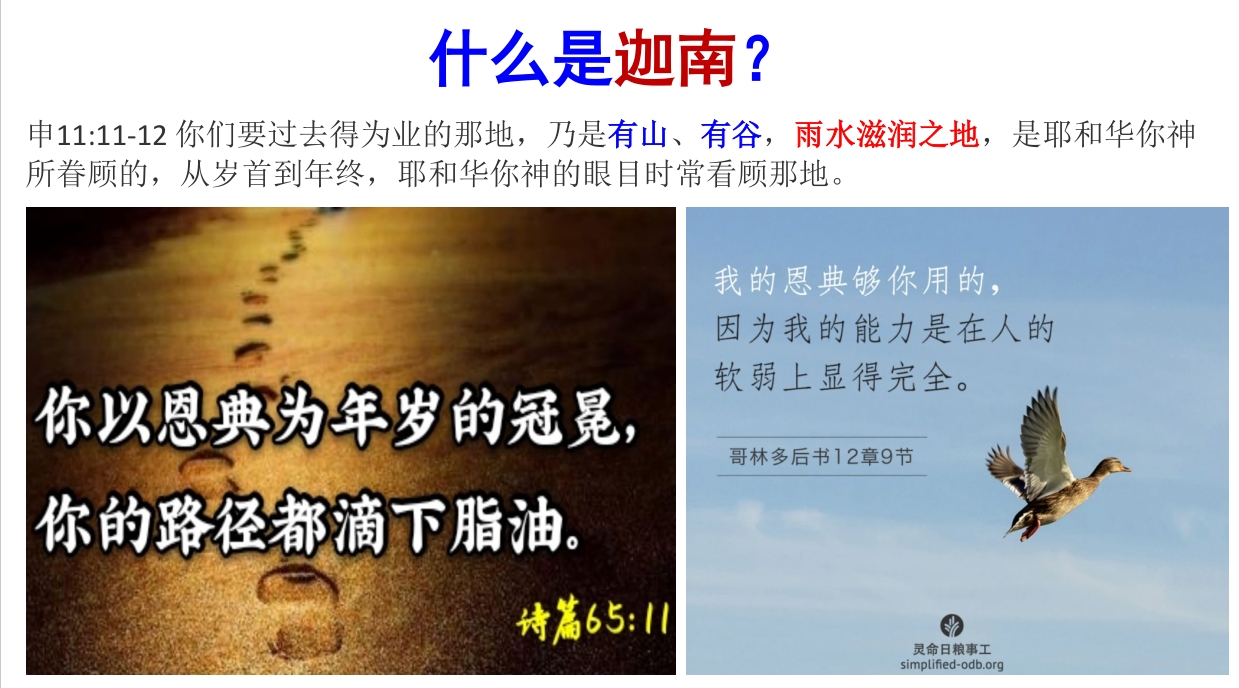 什么是迦南？
申11:11-12 你们要过去得为业的那地，乃是有山、有谷，雨水滋润之地，是耶和华你神
所眷顾的，从岁首到年终，耶和华你神的眼目时常看顾那地。
你以恩典为年岁的冠冕，
你的路径都滴下脂油。
诗篇65:11
我的恩典够你用的，
因为我的能力是在人的
软弱上显得完全。
哥林多后书12章9节
灵命日粮事工
simplified-odb.org